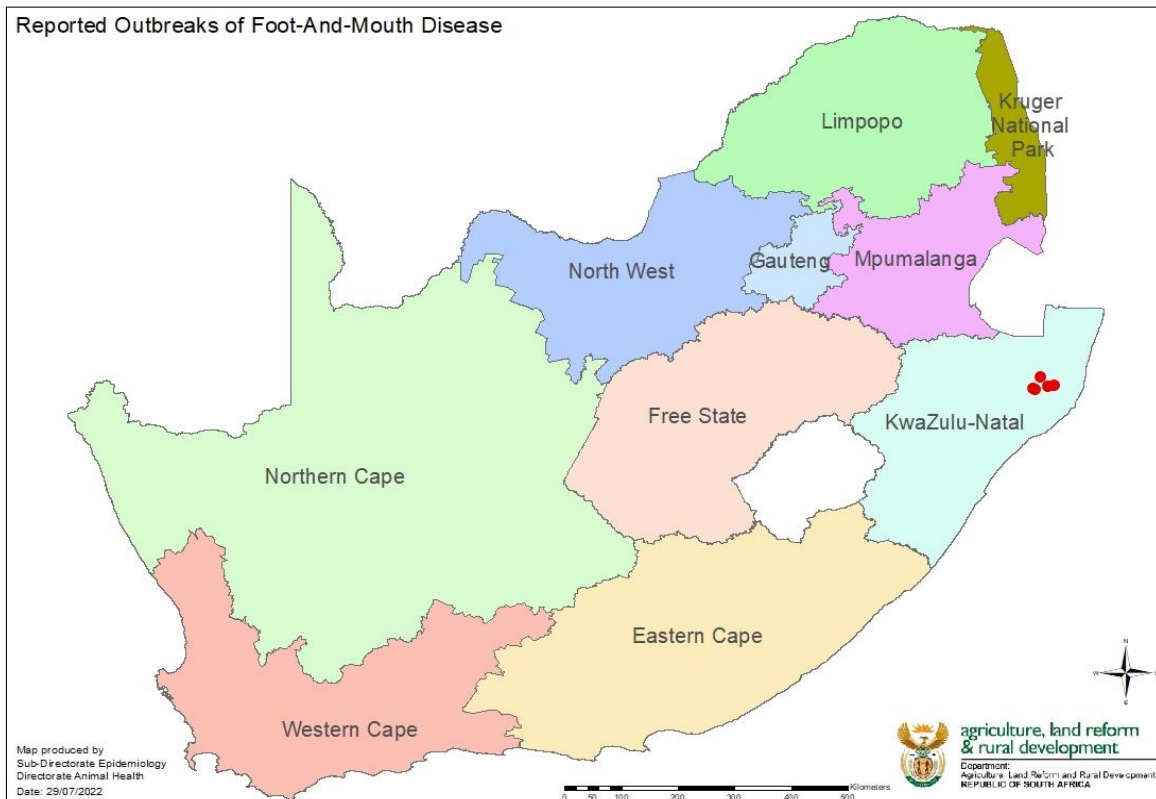 Reported Outbreaks of Foot-And-Mouth Disease
Limpopo
Kruger
National
Park
North West
Gauteng
Mpumalanga
Free State
KwaZulu-Natal
Northern Cape
Eastern Cape
Western Cape
N
W
S
Map produced by
Sub-Directorate Epidemiology
Directorate Animal Health
Date: 29/07/2022
agriculture, land reform
& rural development
Department:
Agriculture, Land Reform and Rural Development
REPUBLIC OF SOUTH AFRICA
Kilometers
0 50 100 200 300 400 500